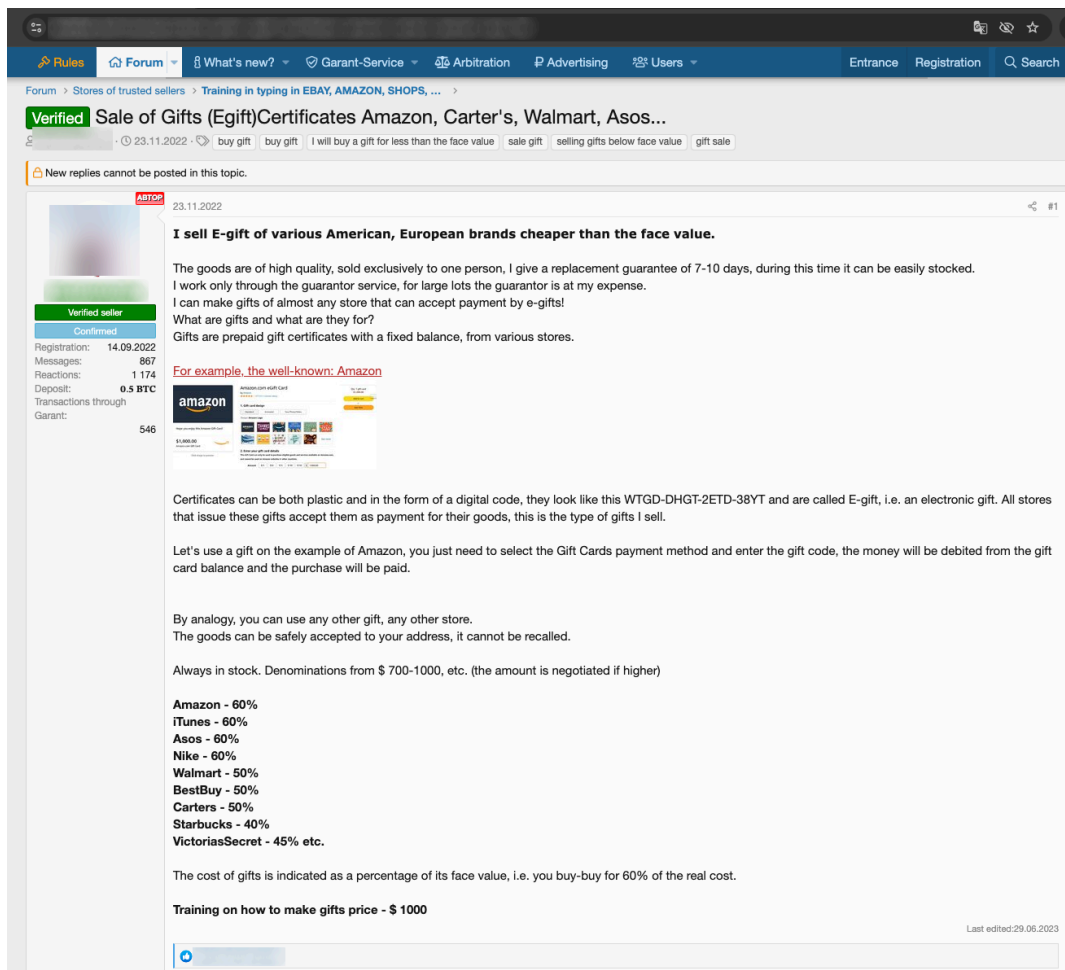 Rules
Forum
What's new?
Garant-Service
Arbitration
Advertising
Users
Entrance
Registration
Search
Forum > Stores of trusted sellers > Training in typing in EBAY, AMAZON, SHOPS, ... >
Verified Sale of Gifts (Egift)Certificates Amazon, Carter's, Walmart, Asos...
· 23.11.2022 · buy gift buy gift I will buy a gift for less than the face value sale gift selling gifts below face value gift sale
New replies cannot be posted in this topic.
АВТОР
Verified seller
Confirmed
Registration: 14.09.2022
Messages: 867
Reactions: 1 174
Deposit: 0.5 BTC
Transactions through
Garant:
546
23.11.2022 #1
I sell E-gift of various American, European brands cheaper than the face value.
The goods are of high quality, sold exclusively to one person, I give a replacement guarantee of 7-10 days, during this time it can be easily stocked.
I work only through the guarantor service, for large lots the guarantor is at my expense.
I can make gifts of almost any store that can accept payment by e-gifts!
What are gifts and what are they for?
Gifts are prepaid gift certificates with a fixed balance, from various stores.
For example, the well-known: Amazon
amazon
Amazon.com eGift Card
$1,000.00
Certificates can be both plastic and in the form of a digital code, they look like this WTGD-DHGT-2ETD-38YT and are called E-gift, i.e. an electronic gift. All stores
that issue these gifts accept them as payment for their goods, this is the type of gifts I sell.
Let's use a gift on the example of Amazon, you just need to select the Gift Cards payment method and enter the gift code, the money will be debited from the gift
card balance and the purchase will be paid.
By analogy, you can use any other gift, any other store.
The goods can be safely accepted to your address, it cannot be recalled.
Always in stock. Denominations from $ 700-1000, etc. (the amount is negotiated if higher)
Amazon - 60%
iTunes - 60%
Asos - 60%
Nike - 60%
Walmart - 50%
BestBuy - 50%
Carters - 50%
Starbucks - 40%
VictoriasSecret - 45% etc.
The cost of gifts is indicated as a percentage of its face value, i.e. you buy-buy for 60% of the real cost.
Training on how to make gifts price - $ 1000
Last edited:29.06.2023